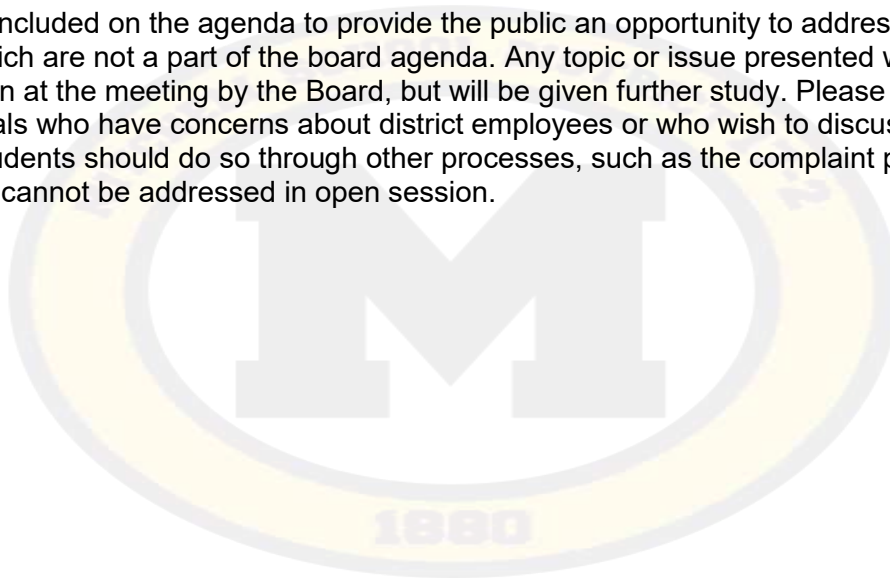 ncluded on the agenda to provide the public an opportunity to addres
ich are not a part of the board agenda. Any topic or issue presented
n at the meeting by the Board, but will be given further study. Please
als who have concerns about district employees or who wish to discus
udents should do so through other processes, such as the complaint p
cannot be addressed in open session.
M
1880